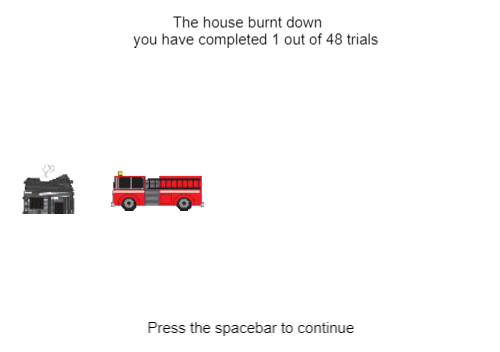 The house burnt down
you have completed 1 out of 48 trials
Press the spacebar to continue